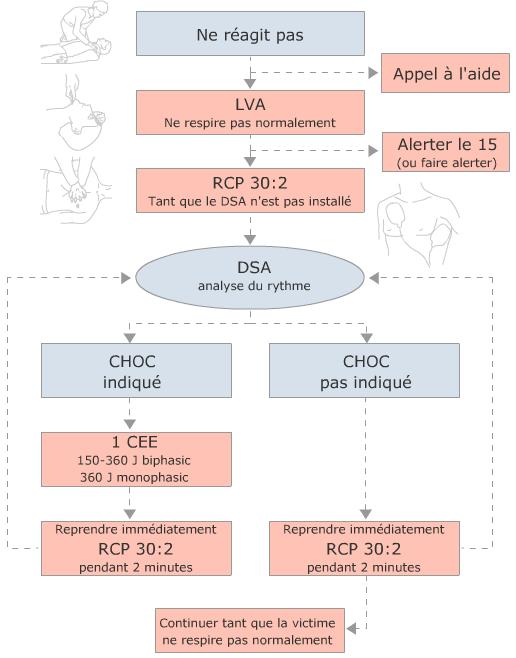 Ne réagit pas
Appel à l'aide
LVA
Ne respire pas normalement
Alerter le 15
(ou faire alerter)
RCP 30:2
Tant que le DSA n'est pas installé
DSA
analyse du rythme
CHOC
indiqué
CHOC
pas indiqué
1 CEE
150-360 J biphasic
360 J monophasic
Reprendre immédiatement
RCP 30:2
pendant 2 minutes
Reprendre immédiatement
RCP 30:2
pendant 2 minutes
Continuer tant que la victime
ne respire pas normalement